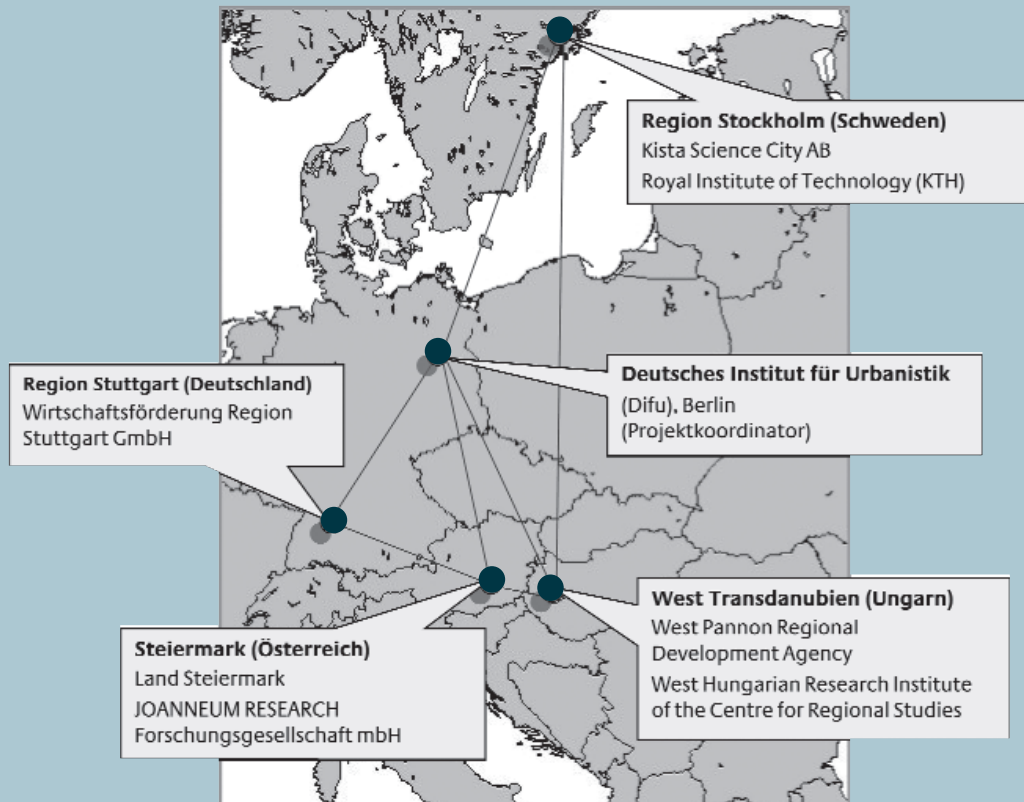 Region Stockholm (Schweden)
Kista Science City AB
Royal Institute of Technology (KTH)
Deutsches Institut für Urbanistik
(Difu), Berlin
(Projektkoordinator)
Region Stuttgart (Deutschland)
Wirtschaftsförderung Region
Stuttgart GmbH
West Transdanubien (Ungarn)
West Pannon Regional
Development Agency
West Hungarian Research Institute
of the Centre for Regional Studies
Steiermark (Österreich)
Land Steiermark
JOANNEUM RESEARCH
Forschungsgesellschaft mbH